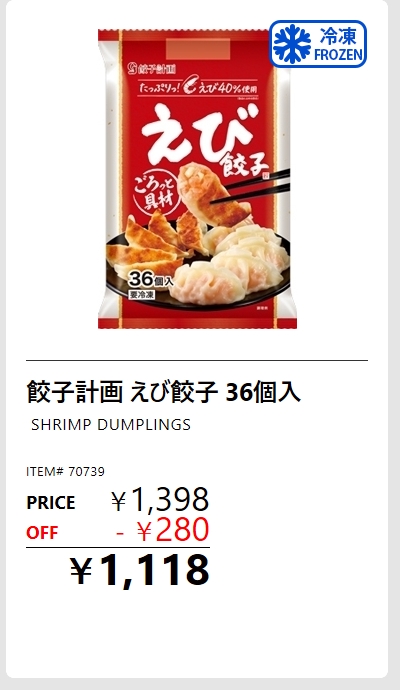 冷凍
FROZEN
餃子計画
たっぷりっ! えび40%使用
えび
餃子
ごろっと
具材
36個入
要冷凍
餃子計画 えび餃子 36個入
SHRIMP DUMPLINGS
ITEM# 70739
PRICE ￥1,398
OFF - ￥280
￥1,118